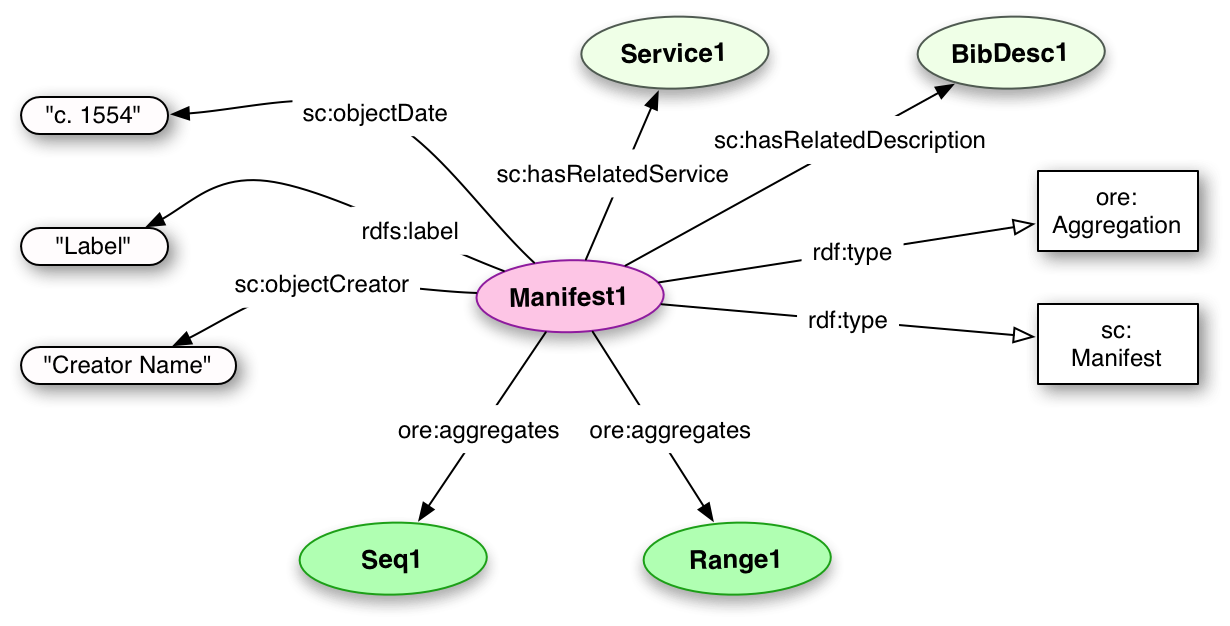 Service1
BibDesc1
"c. 1554"
sc:objectDate
sc:hasRelatedDescription
sc:hasRelatedService
ore:
Aggregation
"Label"
rdfs:label
rdf:type
sc:objectCreator
Manifest1
rdf:type
sc:
Manifest
"Creator Name"
ore:aggregates
ore:aggregates
Seq1
Range1